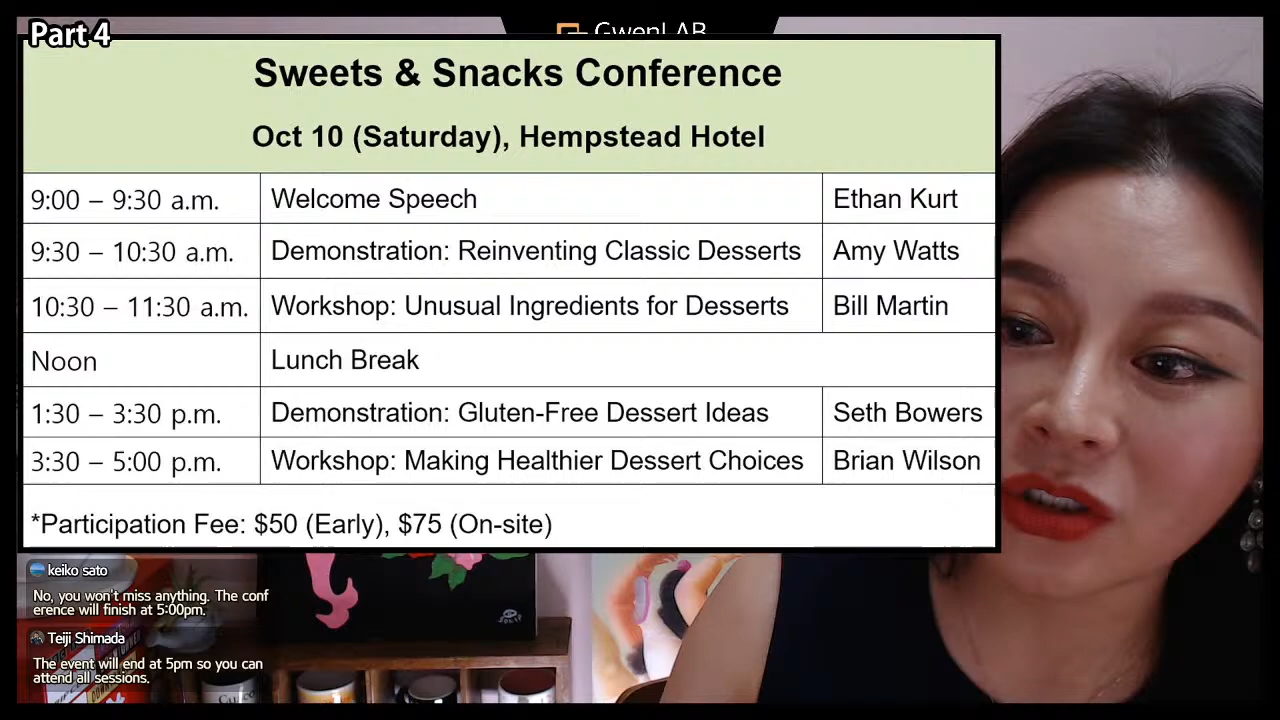 Part 4
GwenLAB
Sweets & Snacks Conference
Oct 10 (Saturday), Hempstead Hotel
9:00 – 9:30 a.m. Welcome Speech Ethan Kurt
9:30 – 10:30 a.m. Demonstration: Reinventing Classic Desserts Amy Watts
10:30 – 11:30 a.m. Workshop: Unusual Ingredients for Desserts Bill Martin
Noon Lunch Break
1:30 – 3:30 p.m. Demonstration: Gluten-Free Dessert Ideas Seth Bowers
3:30 – 5:00 p.m. Workshop: Making Healthier Dessert Choices Brian Wilson
*Participation Fee: $50 (Early), $75 (On-site)
keiko sato
No, you won't miss anything. The conf
erence will finish at 5:00pm.
Teiji Shimada
The event will end at 5pm so you can
attend all sessions.